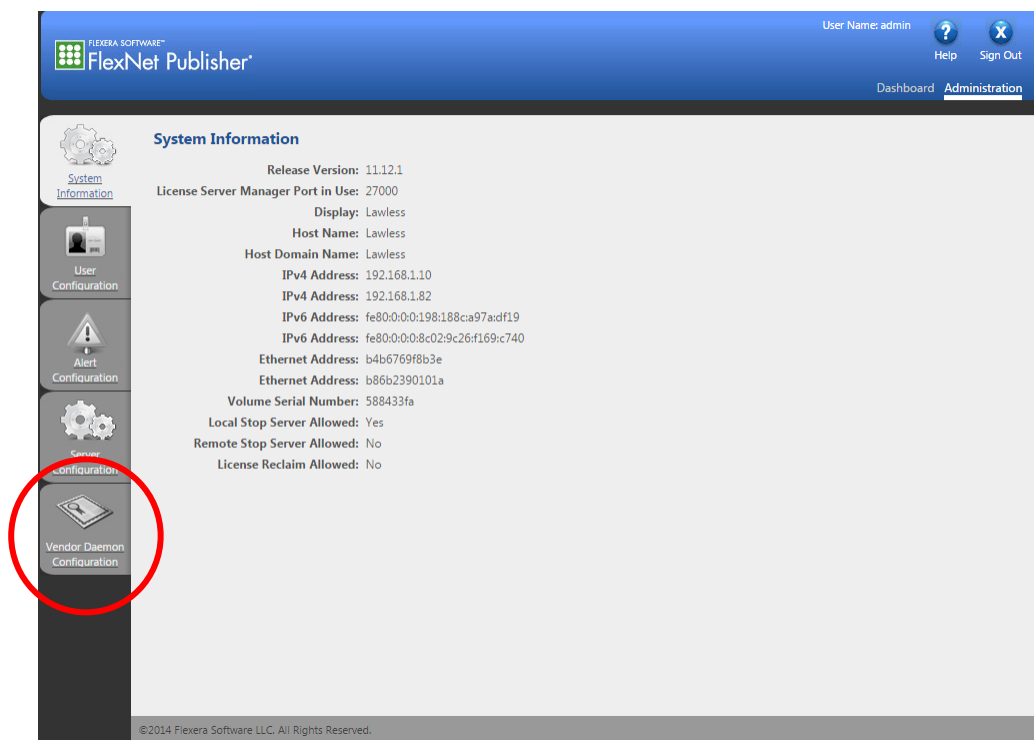 User Name: admin
FLEXERA SOFTWARE™
FlexNet Publisher®
? Help
X Sign Out
Dashboard Administration
System Information
System
Information
User
Configuration
Alert
Configuration
Server
Configuration
Vendor Daemon
Configuration
Release Version: 11.12.1
License Server Manager Port in Use: 27000
Display: Lawless
Host Name: Lawless
Host Domain Name: Lawless
IPv4 Address: 192.168.1.10
IPv4 Address: 192.168.1.82
IPv6 Address: fe80:0:0:0:198:188c:a97a:df19
IPv6 Address: fe80:0:0:0:8c02:9c26:f169:c740
Ethernet Address: b4b6769f8b3e
Ethernet Address: b86b2390101a
Volume Serial Number: 588433fa
Local Stop Server Allowed: Yes
Remote Stop Server Allowed: No
License Reclaim Allowed: No
©2014 Flexera Software LLC. All Rights Reserved.